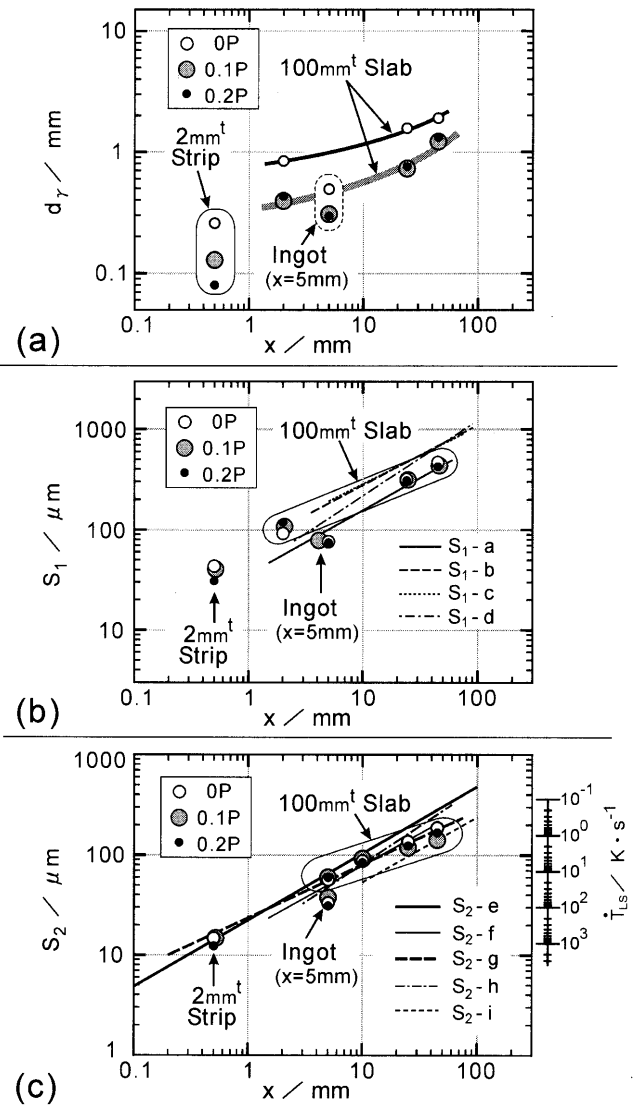 10
1
0.1
dγ / mm
0P
0.1P
0.2P
100mmᵗ Slab
2mmᵗ
Strip
Ingot
(x=5mm)
0.1 1 10 100
x / mm
(a)
1000
100
10
S₁ / μm
0P
0.1P
0.2P
100mmᵗ Slab
S₁ - a
S₁ - b
S₁ - c
S₁ - d
Ingot
(x=5mm)
2mmᵗ
Strip
0.1 1 10 100
x / mm
(b)
1000
100
10
1
S₂ / μm
0P
0.1P
0.2P
100mmᵗ Slab
S₂ - e
S₂ - f
S₂ - g
S₂ - h
S₂ - i
Ingot
(x=5mm)
2mmᵗ
Strip
10⁻¹
10⁰
10¹
10²
10³
ṪLS / K・s⁻¹
0.1 1 10 100
x / mm
(c)